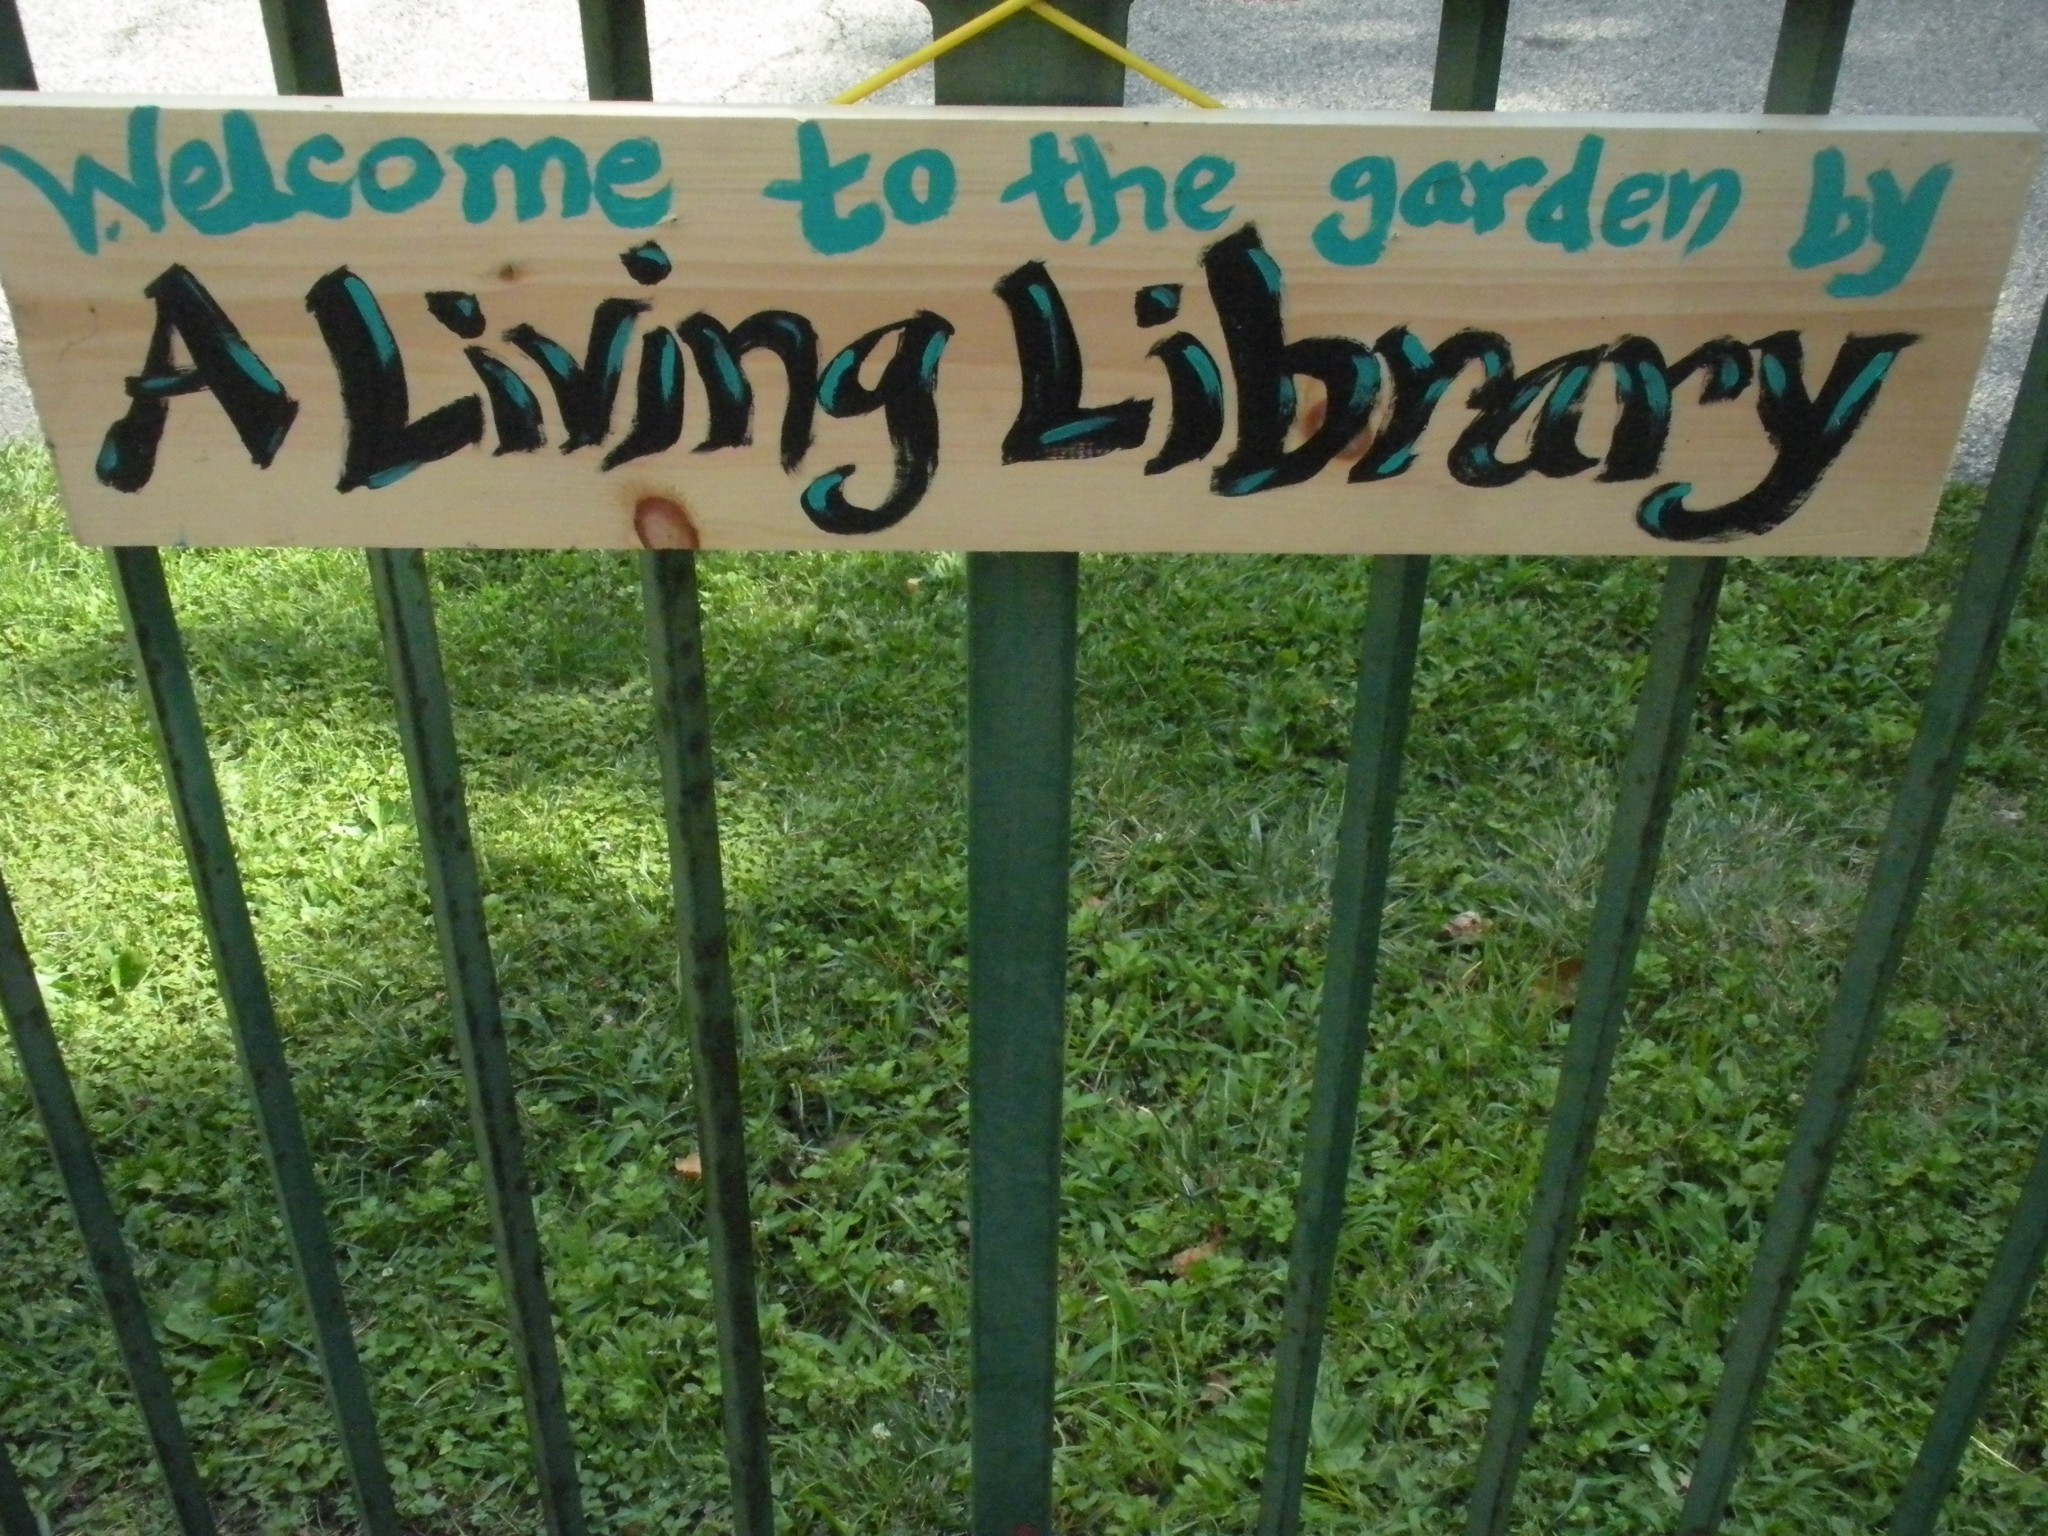 Welcome to the garden by
A Living Library